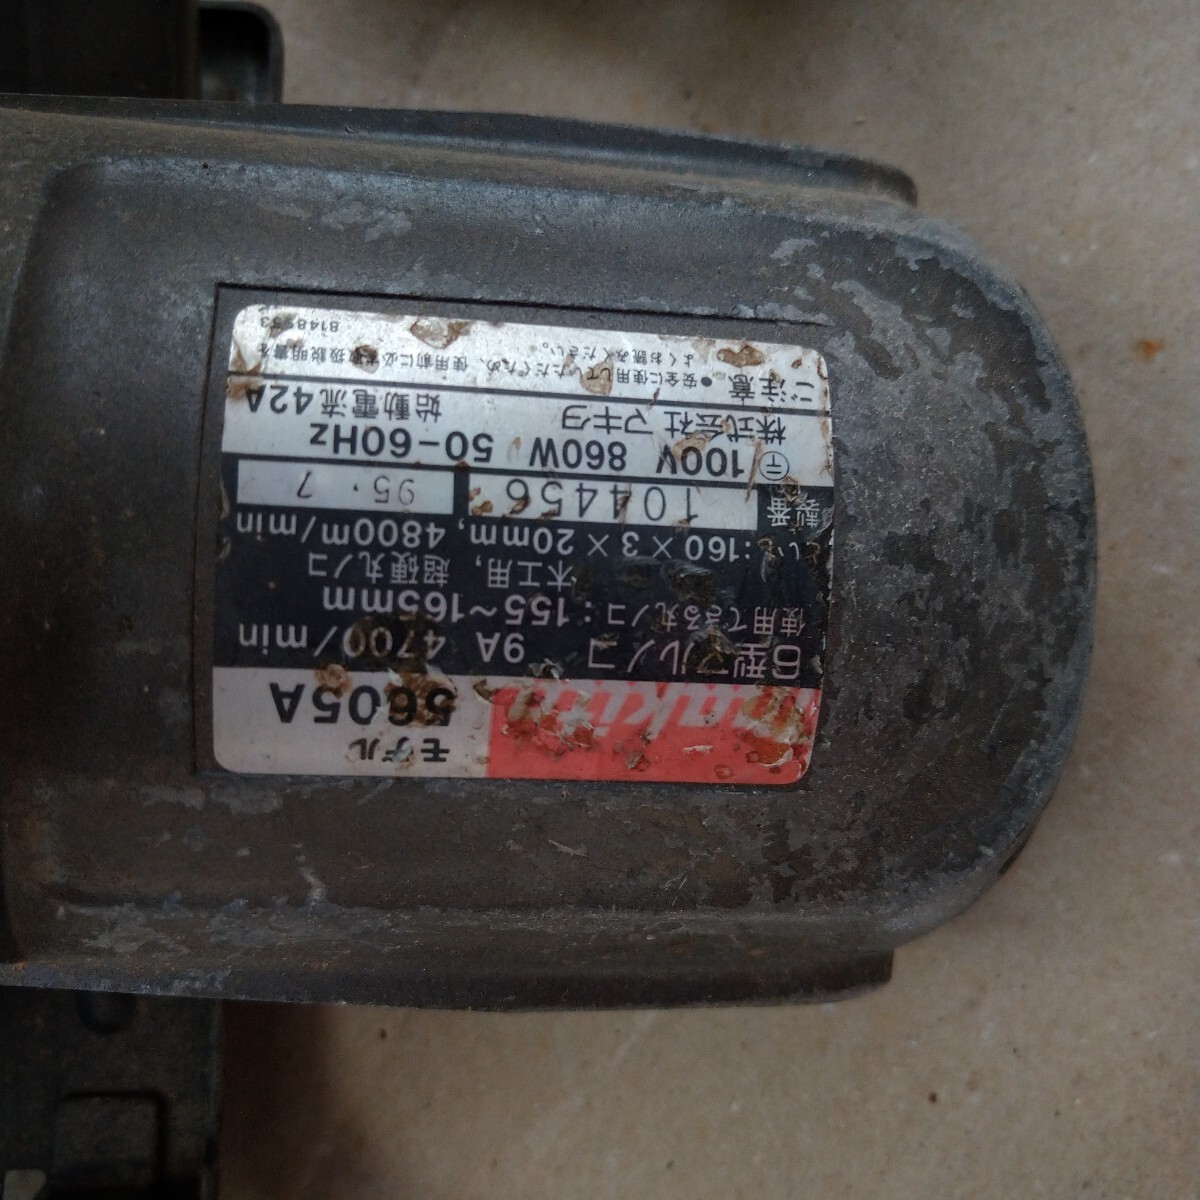 makita モデル 5605A
6型マルノコ 9A 4700/min
使用できる丸ノコ:155~165mm
木工用, 超硬丸ノコ
といし:160×3×20mm, 4800m/min
製番 104456 95.7
〒 100V 860W 50-60Hz
株式会社 マキタ 始動電流42A
ご注意 ●安全に使用していただくため、使用前に必ず取扱説明書を
よくお読みください。